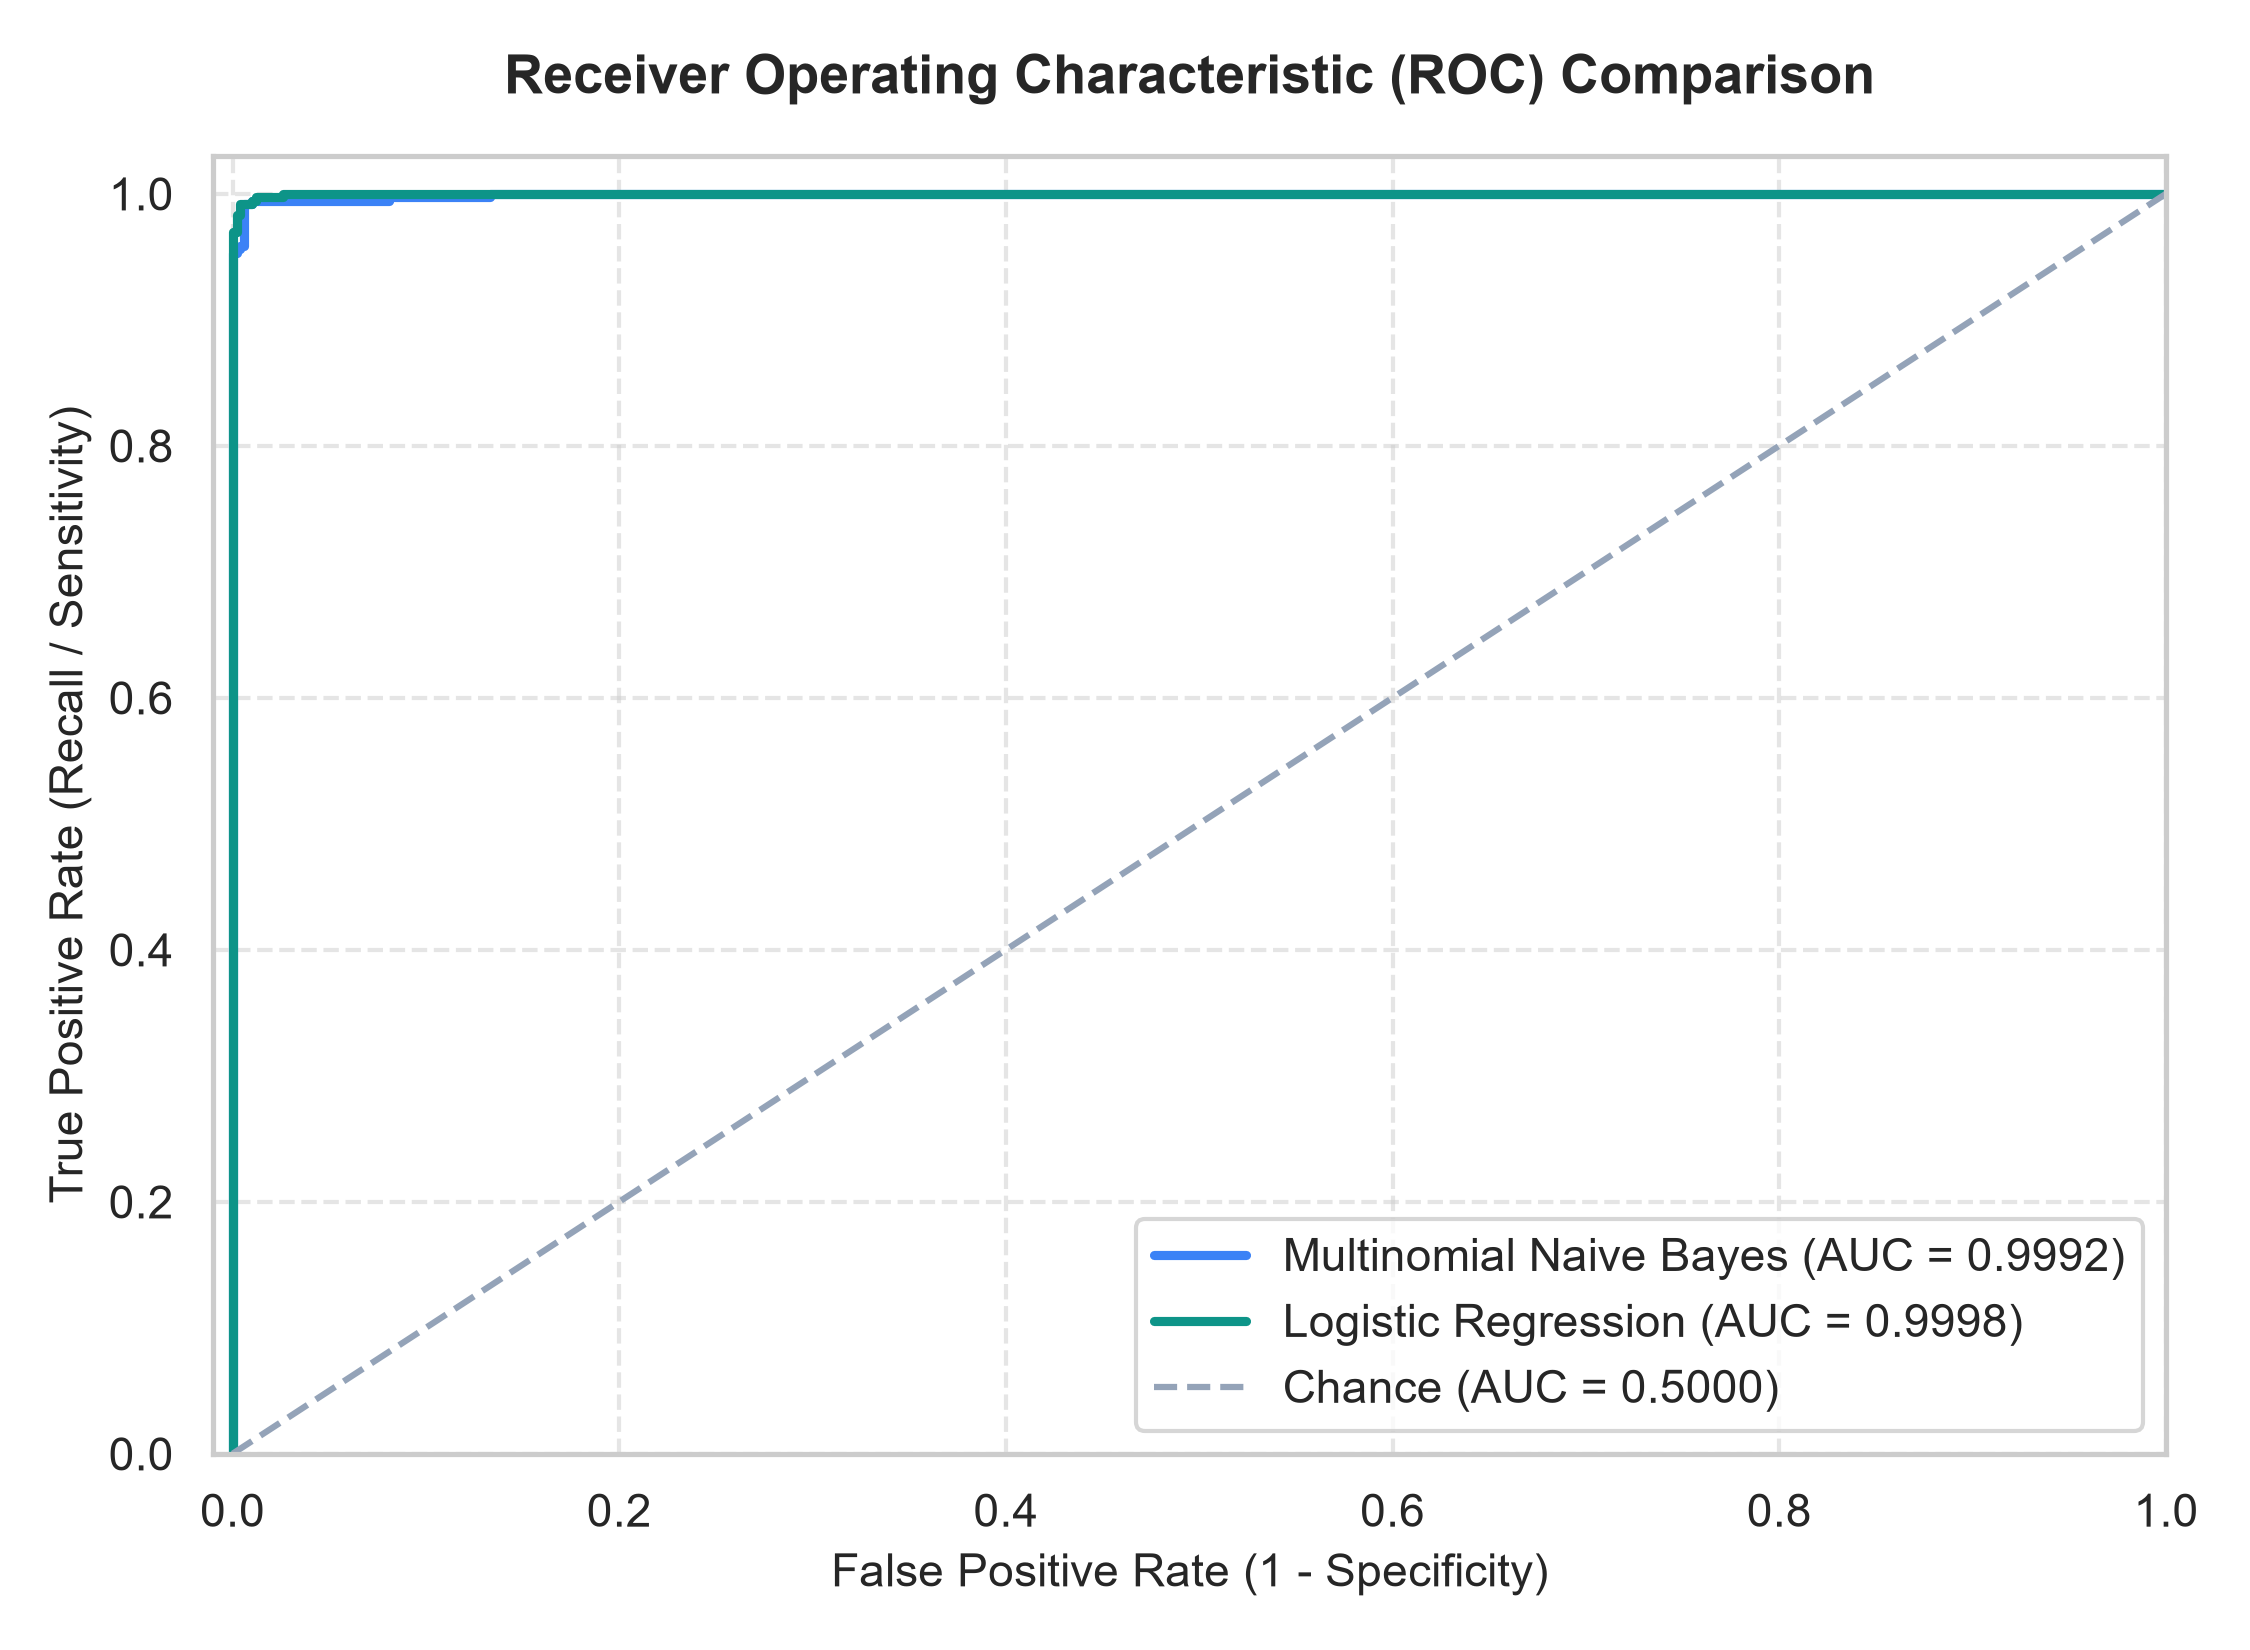 Receiver Operating Characteristic (ROC) Comparison
True Positive Rate (Recall / Sensitivity)
1.0
0.8
0.6
0.4
0.2
0.0
Multinomial Naive Bayes (AUC = 0.9992)
Logistic Regression (AUC = 0.9998)
Chance (AUC = 0.5000)
0.0 0.2 0.4 0.6 0.8 1.0
False Positive Rate (1 - Specificity)